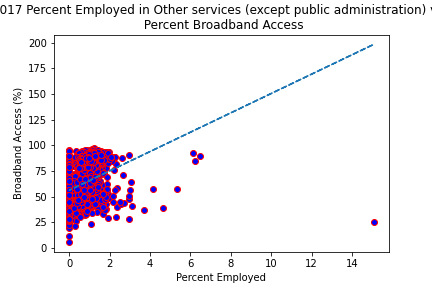 017 Percent Employed in Other services (except public administration) v
Percent Broadband Access
200
175
150
125
100
75
50
25
0
Broadband Access (%)
0 2 4 6 8 10 12 14
Percent Employed